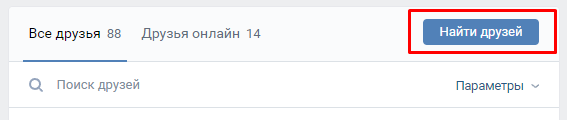 Все друзья 88 Друзья онлайн 14 Найти друзей
Поиск друзей Параметры